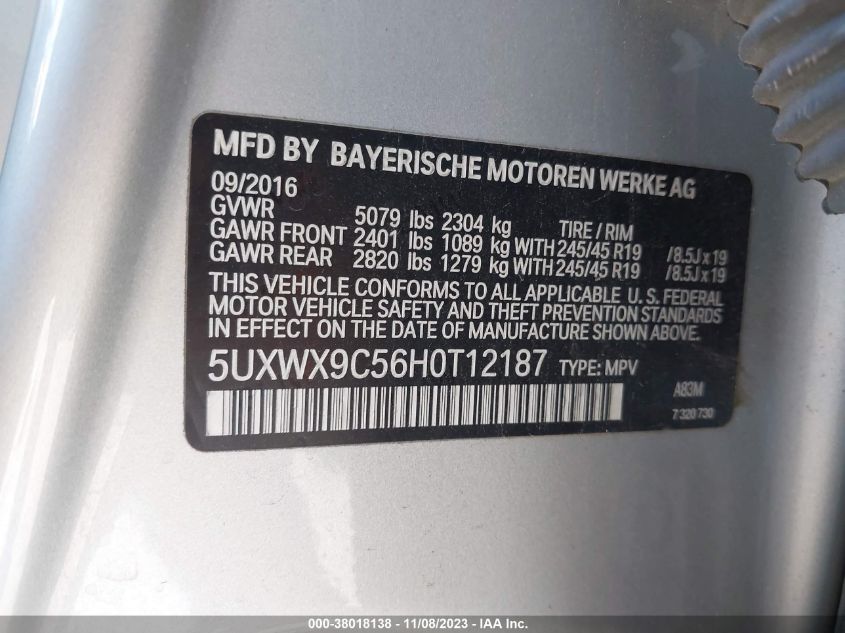 MFD BY BAYERISCHE MOTOREN WERKE AG
09/2016
GVWR 5079 lbs 2304 kg TIRE / RIM
GAWR FRONT 2401 lbs 1089 kg WITH 245/45 R19 /8.5J x 19
GAWR REAR 2820 lbs 1279 kg WITH 245/45 R19 /8.5J x 19
THIS VEHICLE CONFORMS TO ALL APPLICABLE U. S. FEDERAL
MOTOR VEHICLE SAFETY AND THEFT PREVENTION STANDARDS
IN EFFECT ON THE DATE OF MANUFACTURE SHOWN ABOVE.
5UXWX9C56H0T12187 TYPE: MPV
A83M
7 320 730
000-38018138 - 11/08/2023 - IAA Inc.